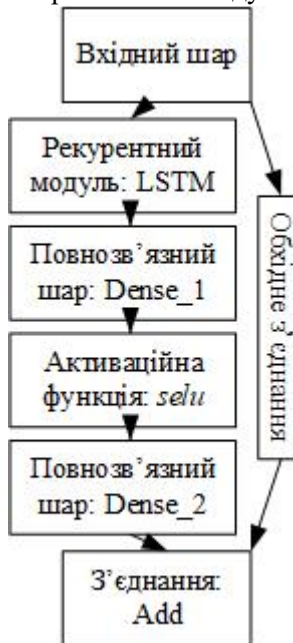 Вхідний шар
Рекурентний
модуль: LSTM
Повнозв’язний
шар: Dense_1
Активаційна
функція: selu
Повнозв’язний
шар: Dense_2
Обхідне з’єднання
З’єднання:
Add